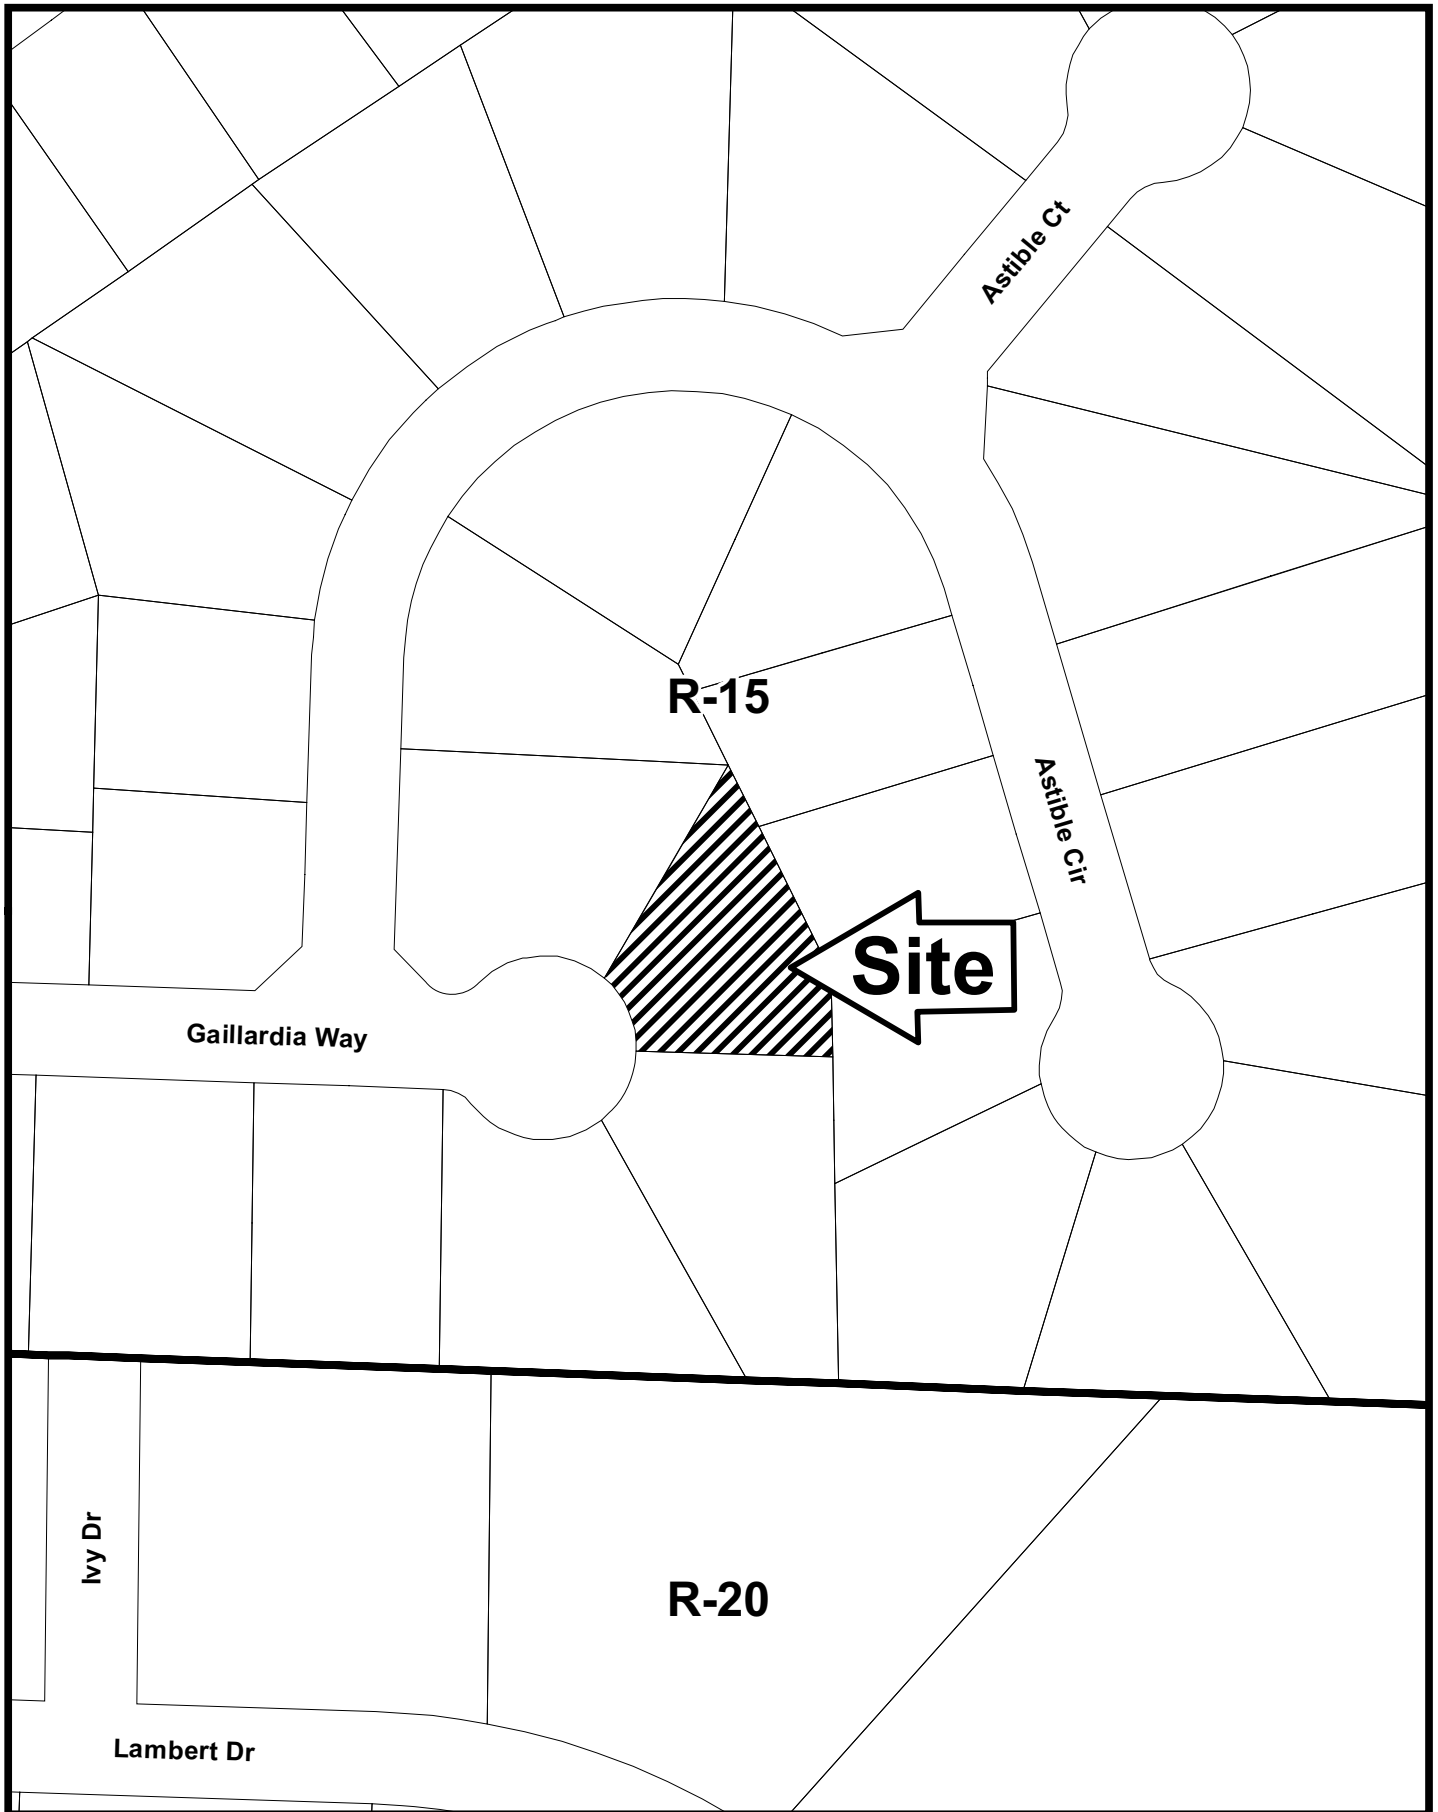 Astible Ct
R-15
Astible Cir
Site
Gaillardia Way
Ivy Dr
R-20
Lambert Dr